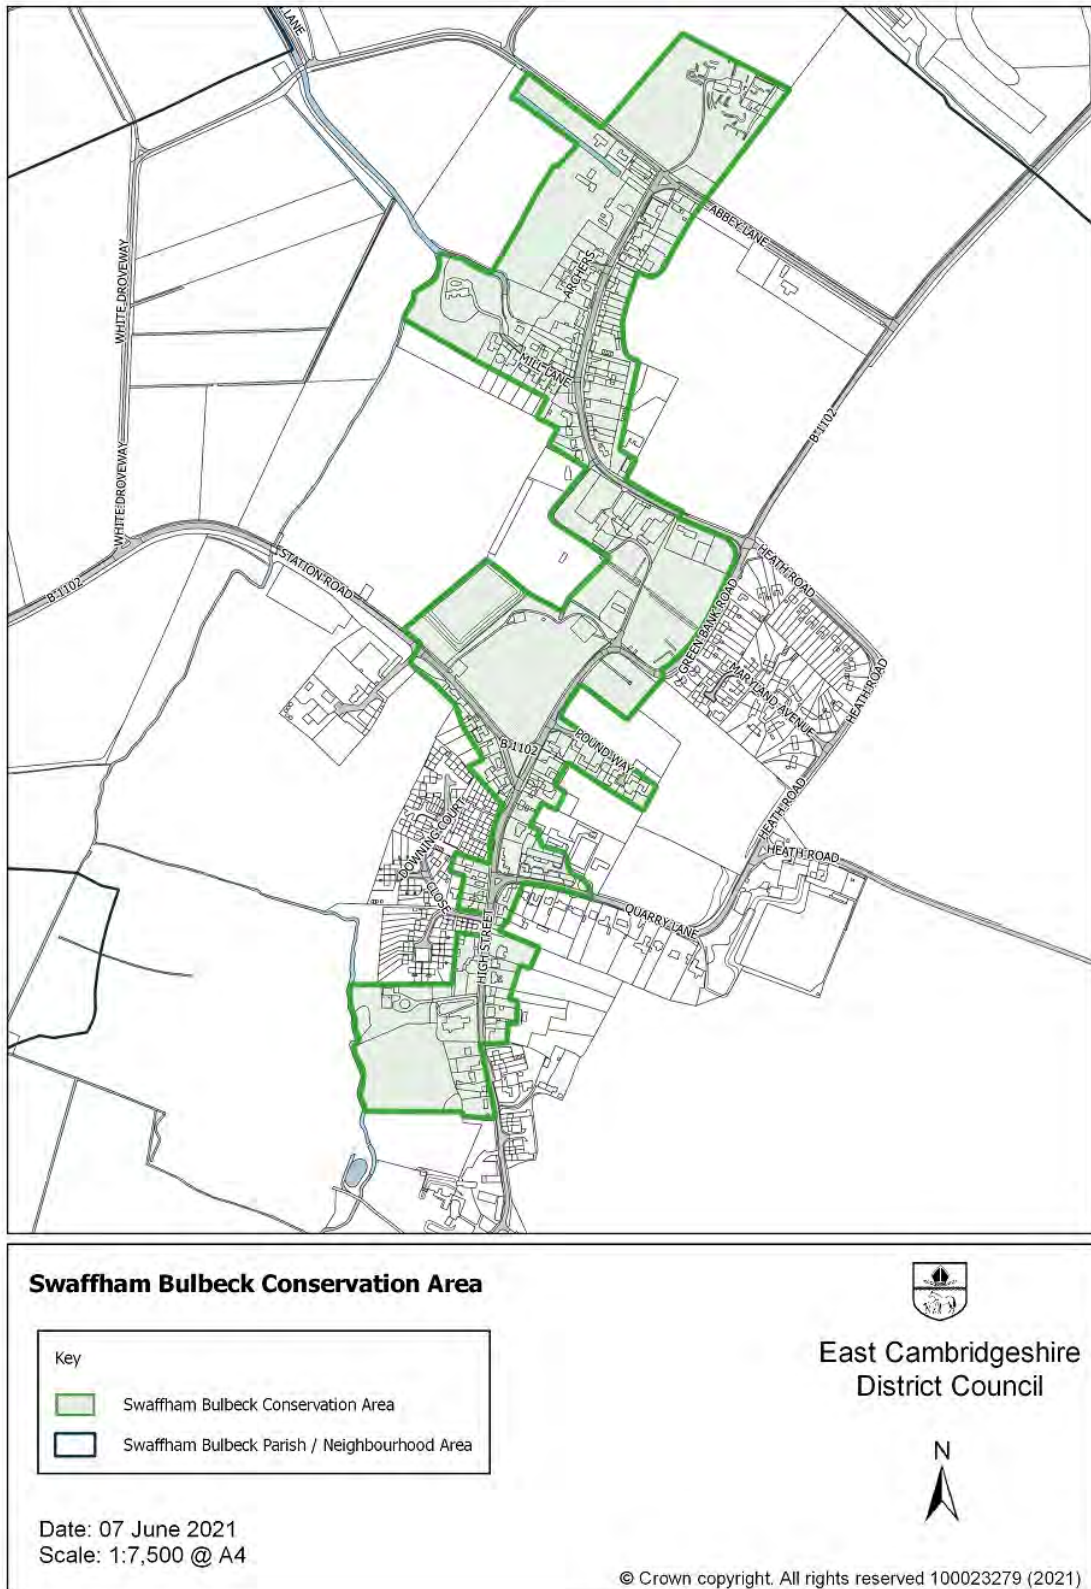 LANE
ABBEY LANE
ARCHERS
WHITE DROVEWAY
MILL LANE
B 1102
WHITE DROVEWAY
STATION ROAD
B 1102
HEATH ROAD
GREEN BANK ROAD
MARYLAND AVENUE
HEATH ROAD
POUND WAY
B 1102
HEATH ROAD
DOWNING COURT
HEATH ROAD
CLOSE
QUARRY LANE
HIGH STREET
Swaffham Bulbeck Conservation Area
Key
Swaffham Bulbeck Conservation Area
Swaffham Bulbeck Parish / Neighbourhood Area
Date: 07 June 2021
Scale: 1:7,500 @ A4
East Cambridgeshire
District Council
N
© Crown copyright. All rights reserved 100023279 (2021)